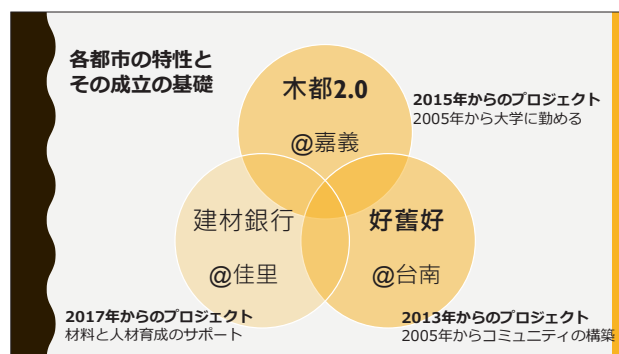 各都市の特性と
その成立の基礎
木都2.0
@嘉義
2015年からのプロジェクト
2005年から大学に勤める
建材銀行
@佳里
好舊好
@台南
2017年からのプロジェクト
材料と人材育成のサポート
2013年からのプロジェクト
2005年からコミュニティの構築